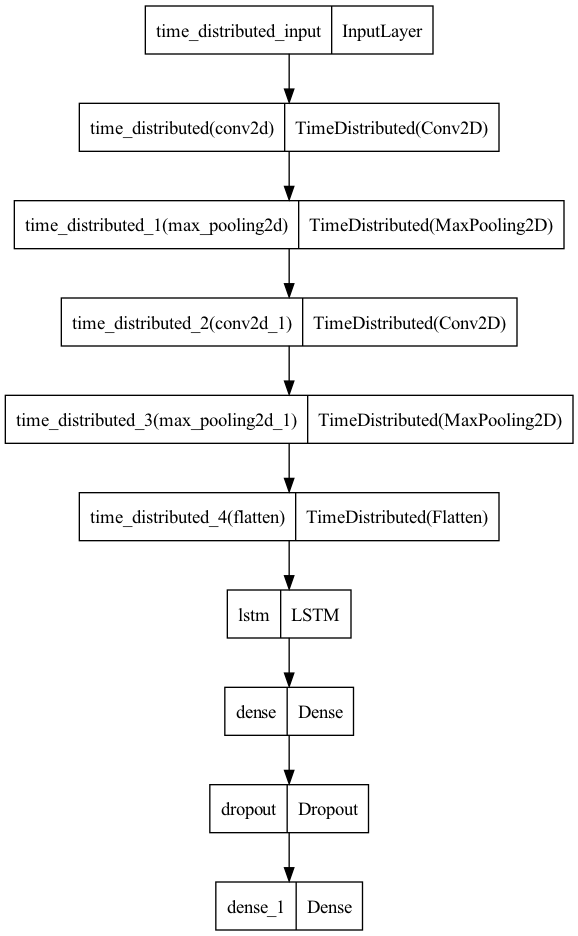 time_distributed_input InputLayer
time_distributed(conv2d) TimeDistributed(Conv2D)
time_distributed_1(max_pooling2d) TimeDistributed(MaxPooling2D)
time_distributed_2(conv2d_1) TimeDistributed(Conv2D)
time_distributed_3(max_pooling2d_1) TimeDistributed(MaxPooling2D)
time_distributed_4(flatten) TimeDistributed(Flatten)
lstm LSTM
dense Dense
dropout Dropout
dense_1 Dense